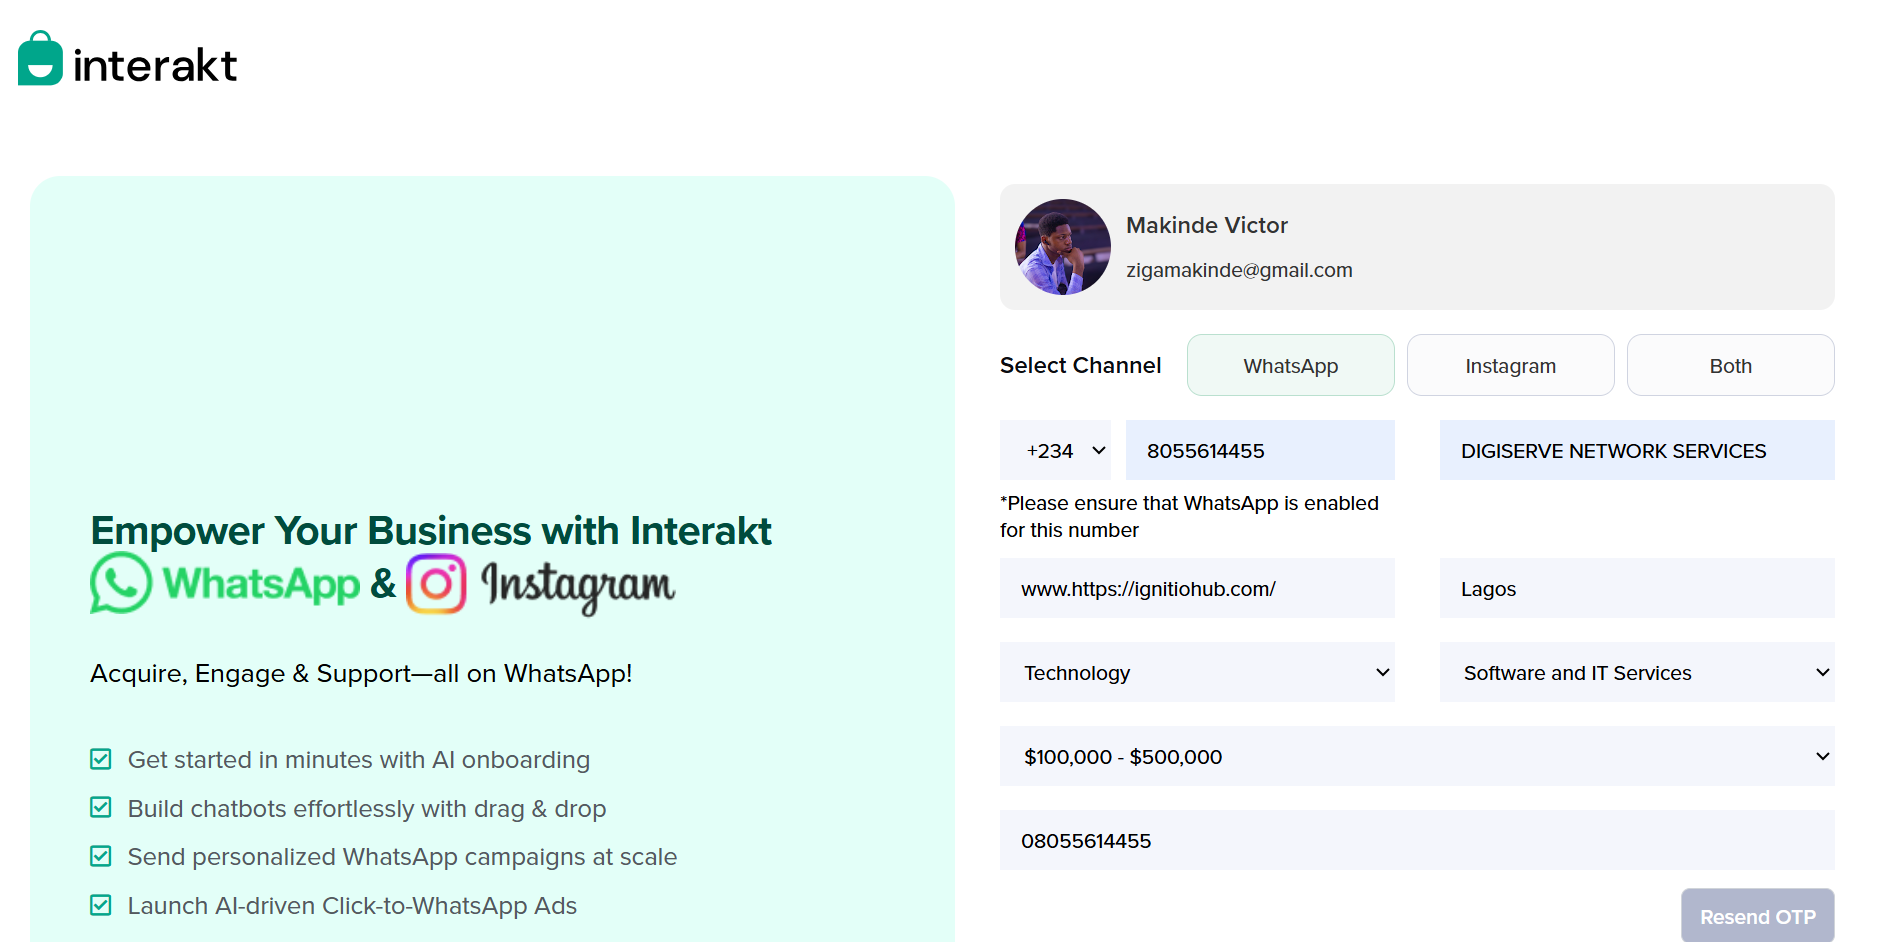 interakt
Empower Your Business with Interakt
WhatsApp & Instagram
Acquire, Engage & Support—all on WhatsApp!
Get started in minutes with AI onboarding
Build chatbots effortlessly with drag & drop
Send personalized WhatsApp campaigns at scale
Launch AI-driven Click-to-WhatsApp Ads
Makinde Victor
zigamakinde@gmail.com
Select Channel WhatsApp Instagram Both
+234 8055614455 DIGISERVE NETWORK SERVICES
*Please ensure that WhatsApp is enabled
for this number
www.https://ignitiohub.com/ Lagos
Technology Software and IT Services
$100,000 - $500,000
08055614455
Resend OTP